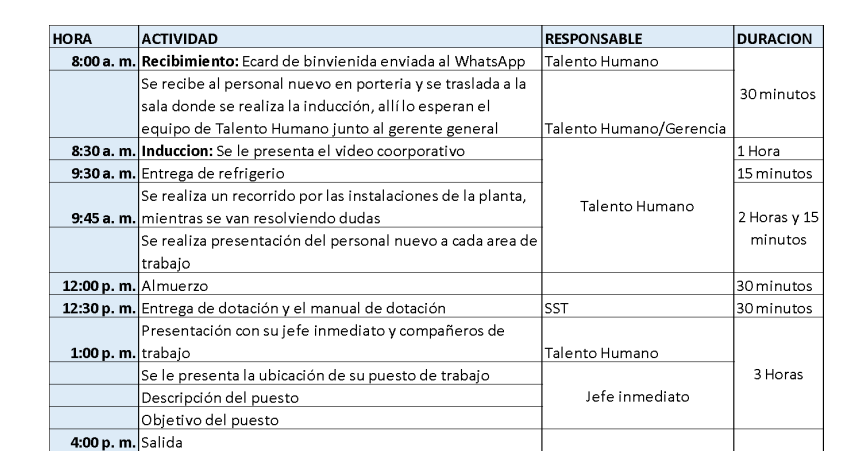 HORA ACTIVIDAD RESPONSABLE DURACION
8:00 a. m. Recibimiento: Ecard de binvienida enviada al WhatsApp Talento Humano
Se recibe al personal nuevo en porteria y se traslada a la
sala donde se realiza la inducción, allí lo esperan el
30 minutos
equipo de Talento Humano junto al gerente general Talento Humano/Gerencia
8:30 a. m. Induccion: Se le presenta el video coorporativo 1 Hora
9:30 a. m. Entrega de refrigerio 15 minutos
Se realiza un recorrido por las instalaciones de la planta,
Talento Humano
9:45 a. m. mientras se van resolviendo dudas 2 Horas y 15
Se realiza presentación del personal nuevo a cada area de minutos
trabajo
12:00 p. m. Almuerzo 30 minutos
12:30 p. m. Entrega de dotación y el manual de dotación SST 30 minutos
Presentación con su jefe inmediato y compañeros de
1:00 p. m. trabajo Talento Humano
Se le presenta la ubicación de su puesto de trabajo 3 Horas
Descripción del puesto Jefe inmediato
Objetivo del puesto
4:00 p. m. Salida